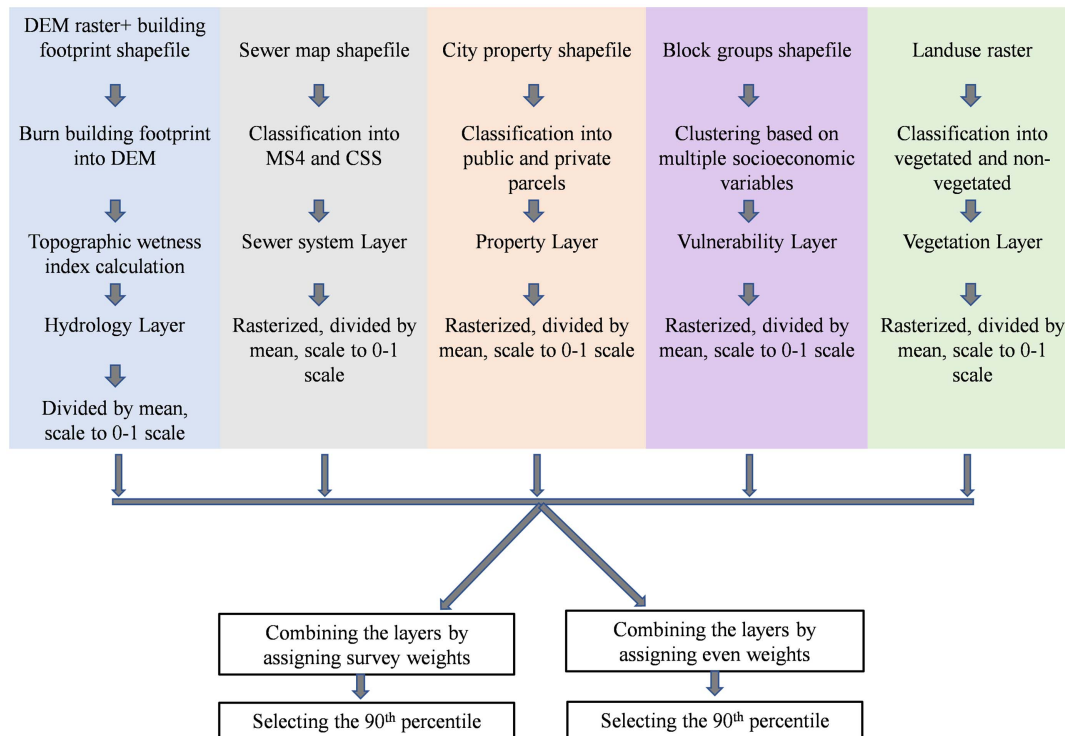 DEM raster+ building
footprint shapefile
Burn building footprint
into DEM
Topographic wetness
index calculation
Hydrology Layer
Divided by mean,
scale to 0-1 scale
Sewer map shapefile
Classification into
MS4 and CSS
Sewer system Layer
Rasterized, divided by
mean, scale to 0-1
scale
City property shapefile
Classification into
public and private
parcels
Property Layer
Rasterized, divided by
mean, scale to 0-1 scale
Block groups shapefile
Clustering based on
multiple socioeconomic
variables
Vulnerability Layer
Rasterized, divided by
mean, scale to 0-1 scale
Landuse raster
Classification into
vegetated and non-
vegetated
Vegetation Layer
Rasterized, divided by
mean, scale to 0-1
scale
Combining the layers by
assigning survey weights
Selecting the 90th percentile
Combining the layers by
assigning even weights
Selecting the 90th percentile